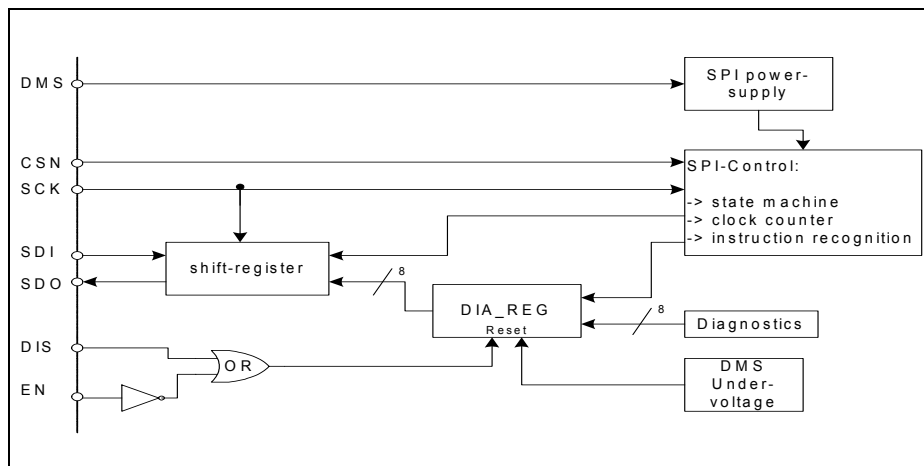 DMS
SPI power-
supply
CSN
SPI-Control:
SCK
-> state machine
-> clock counter
-> instruction recognition
SDI
shift-register
SDO
8
DIA_REG
Reset
8
Diagnostics
DIS
OR
DMS
Under-
voltage
EN